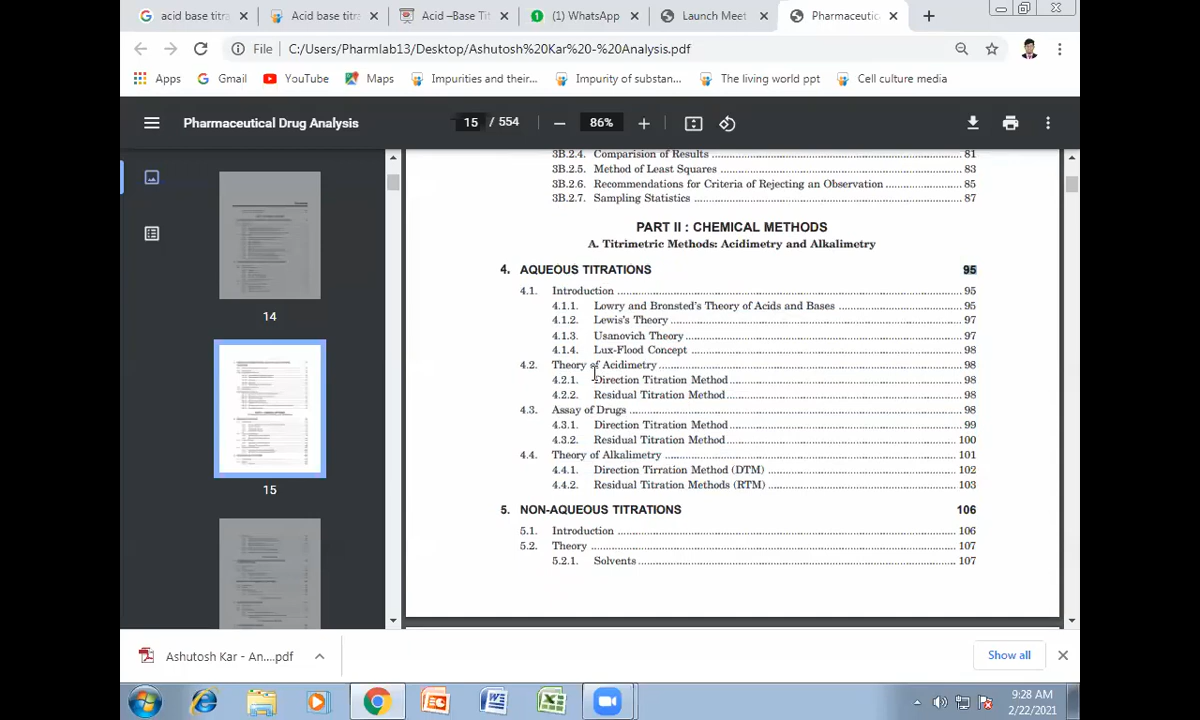 acid base titra
Acid base titra
Acid –Base Tit
(1) WhatsApp
Launch Meet
Pharmaceutic
File C:/Users/Pharmlab13/Desktop/Ashutosh%20Kar%20-%20Analysis.pdf
Apps Gmail YouTube Maps Impurities and their... Impurity of substan... The living world ppt Cell culture media
Pharmaceutical Drug Analysis 15 / 554 86%
14
15
3B.2.4. Comparision of Results 81
3B.2.5. Method of Least Squares 83
3B.2.6. Recommendations for Criteria of Rejecting an Observation 85
3B.2.7. Sampling Statistics 87
PART II : CHEMICAL METHODS
A. Titrimetric Methods: Acidimetry and Alkalimetry
4. AQUEOUS TITRATIONS 95
4.1. Introduction 95
4.1.1. Lowry and Bronsted's Theory of Acids and Bases 95
4.1.2. Lewis's Theory 97
4.1.3. Usanovich Theory 97
4.1.4. Lux-Flood Concept 98
4.2. Theory of Acidimetry 98
4.2.1. Direction Titration Method 98
4.2.2. Residual Titration Method 98
4.3. Assay of Drugs 98
4.3.1. Direction Titration Method 99
4.3.2. Residual Titration Method 100
4.4. Theory of Alkalimetry 101
4.4.1. Direction Tirration Method (DTM) 102
4.4.2. Residual Titration Methods (RTM) 103
5. NON-AQUEOUS TITRATIONS 106
5.1. Introduction 106
5.2. Theory 107
5.2.1. Solvents 107
Ashutosh Kar - An....pdf
Show all
9:28 AM
2/22/2021